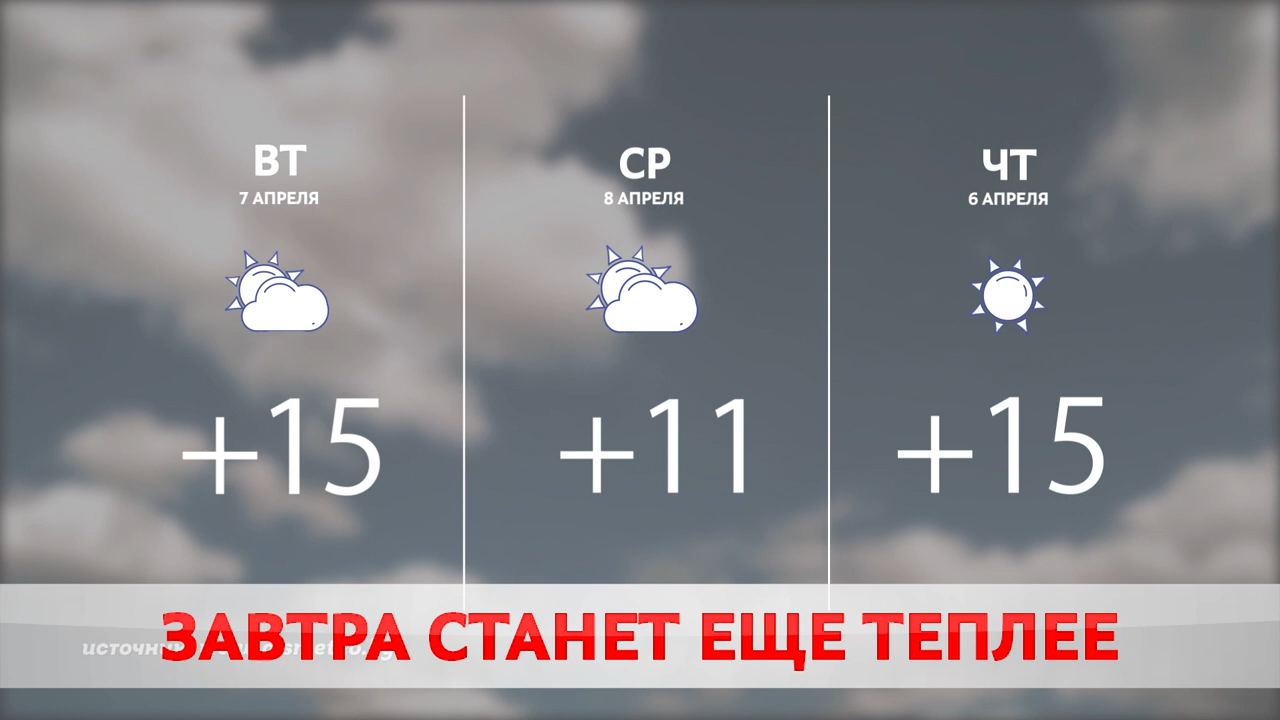 ВТ
7 АПРЕЛЯ
+15
СР
8 АПРЕЛЯ
+11
ЧТ
6 АПРЕЛЯ
+15
ЗАВТРА СТАНЕТ ЕЩЕ ТЕПЛЕЕ